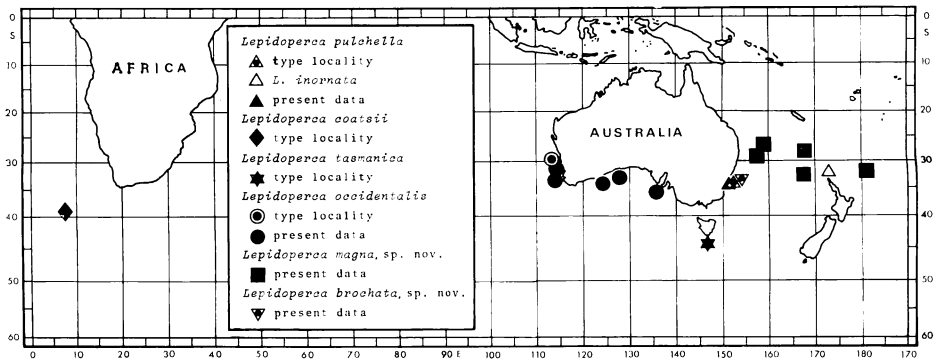 0
S
10
20
30
40
50
60
AFRICA
Lepidoperca pulchella
type locality
L. inornata
present data
Lepidoperca coatsii
type locality
Lepidoperca tasmanica
type locality
Lepidoperca occidentalis
type locality
present data
Lepidoperca magna, sp. nov.
present data
Lepidoperca brochata, sp. nov.
present data
AUSTRALIA
0
S
10
20
30
40
50
60
0 10 20 30 40 50 60 70 80 90 E 100 110 120 130 140 150 160 170 180 170